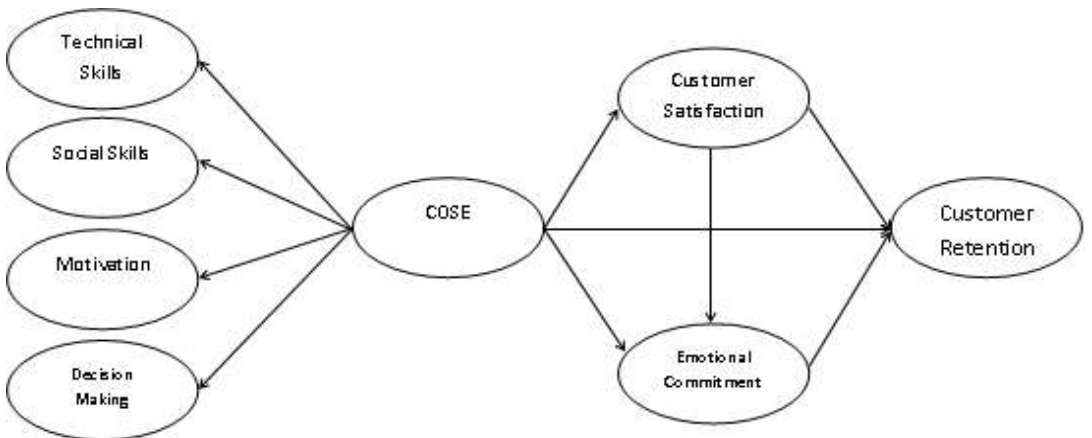 Technical
Skills
Social Skills
Motivation
Decision
Making
COSE
Customer
Satisfaction
Emotional
Commitment
Customer
Retention